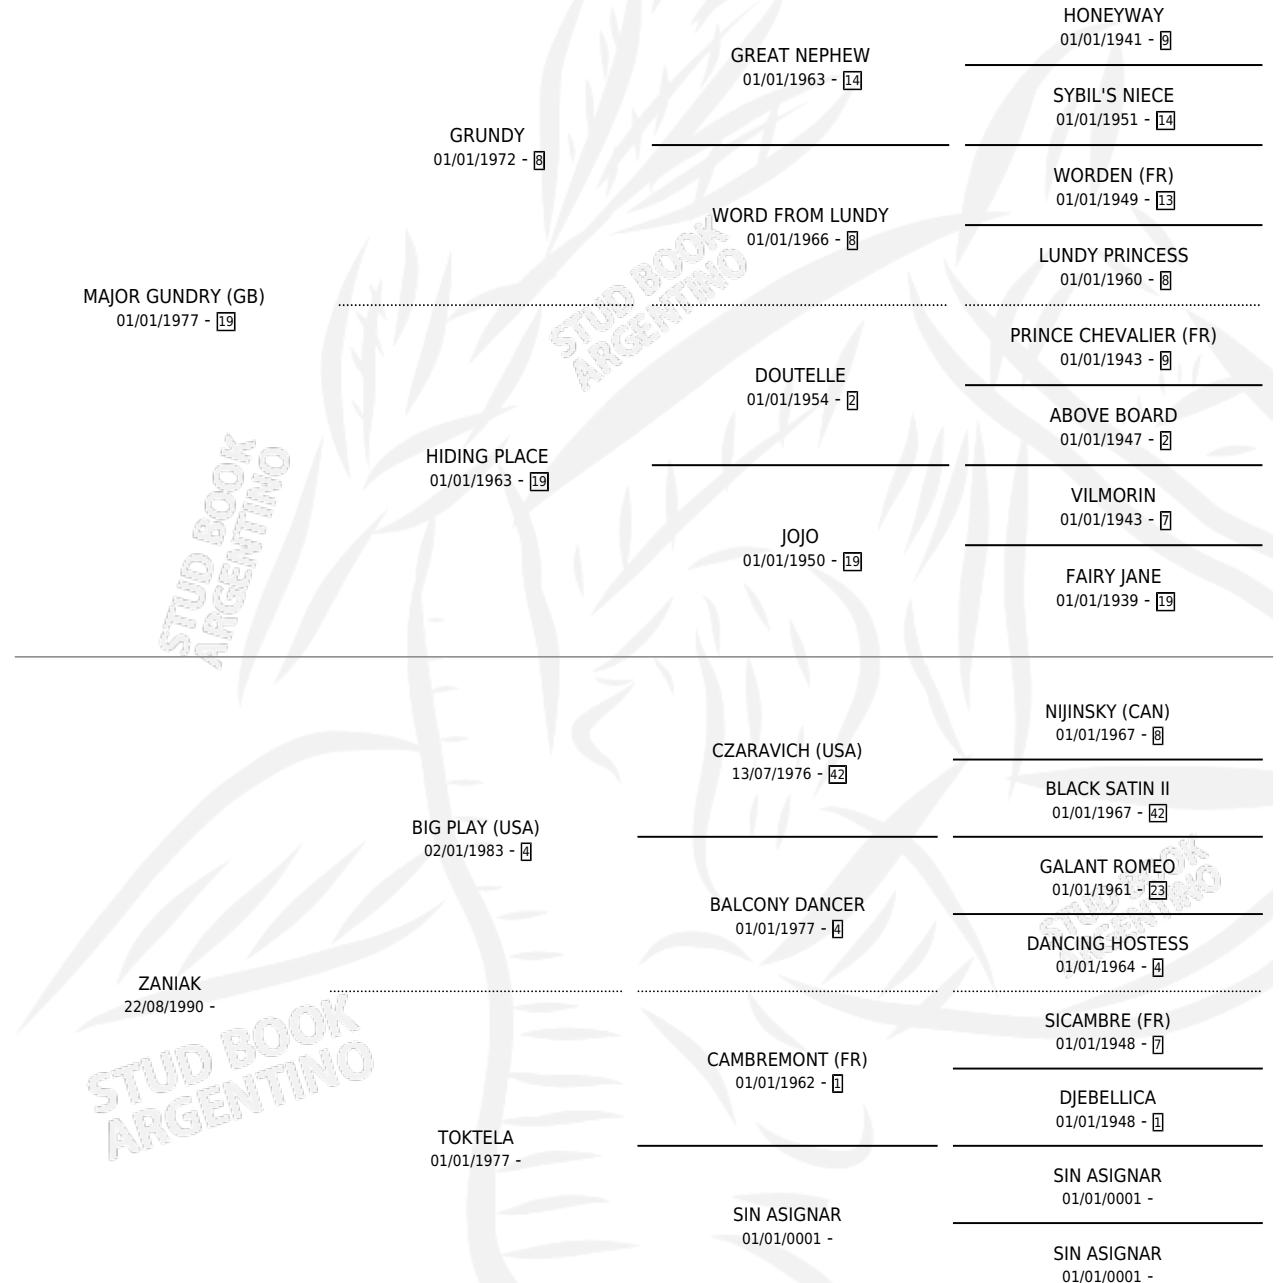 HONEYWAY
01/01/1941 - 9
GREAT NEPHEW
01/01/1963 - 14
SYBIL'S NIECE
01/01/1951 - 14
GRUNDY
01/01/1972 - 8
WORDEN (FR)
01/01/1949 - 13
WORD FROM LUNDY
01/01/1966 - 8
LUNDY PRINCESS
01/01/1960 - 8
MAJOR GUNDRY (GB)
01/01/1977 - 19
STUD BOOK
ARGENTINO
PRINCE CHEVALIER (FR)
01/01/1943 - 9
DOUTELLE
01/01/1954 - 2
ABOVE BOARD
01/01/1947 - 2
HIDING PLACE
01/01/1963 - 19
VILMORIN
01/01/1943 - 7
JOJO
01/01/1950 - 19
FAIRY JANE
01/01/1939 - 19
STUD BOOK
ARGENTINO
NIJINSKY (CAN)
01/01/1967 - 8
CZARAVICH (USA)
13/07/1976 - 42
BLACK SATIN II
01/01/1967 - 42
BIG PLAY (USA)
02/01/1983 - 4
GALANT ROMEO
01/01/1961 - 23
BALCONY DANCER
01/01/1977 - 4
STUD BOOK
ARGENTINO
DANCING HOSTESS
01/01/1964 - 4
ZANIAK
22/08/1990 -
SICAMBRE (FR)
01/01/1948 - 7
CAMBREMONT (FR)
01/01/1962 - 1
STUD BOOK
ARGENTINO
DJEBELLICA
01/01/1948 - 1
TOKTELA
01/01/1977 -
SIN ASIGNAR
01/01/0001 -
SIN ASIGNAR
01/01/0001 -
SIN ASIGNAR
01/01/0001 -